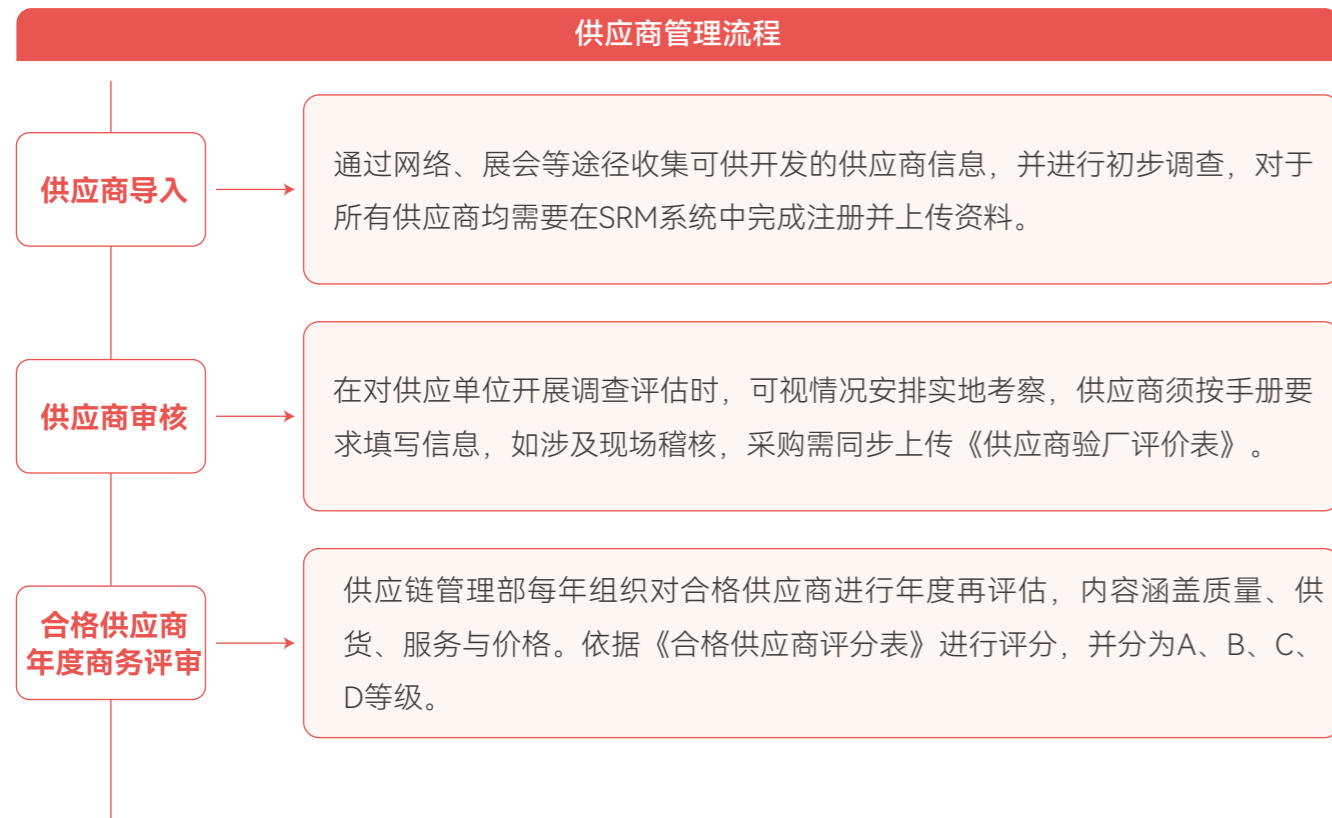 供应商管理流程
供应商导入
通过网络、展会等途径收集可供开发的供应商信息，并进行初步调查，对于
所有供应商均需要在SRM系统中完成注册并上传资料。
供应商审核
在对供应单位开展调查评估时，可视情况安排实地考察，供应商须按手册要
求填写信息，如涉及现场稽核，采购需同步上传《供应商验厂评价表》。
合格供应商
年度商务评审
供应链管理部每年组织对合格供应商进行年度再评估，内容涵盖质量、供
货、服务与价格。依据《合格供应商评分表》进行评分，并分为A、B、C、
D等级。